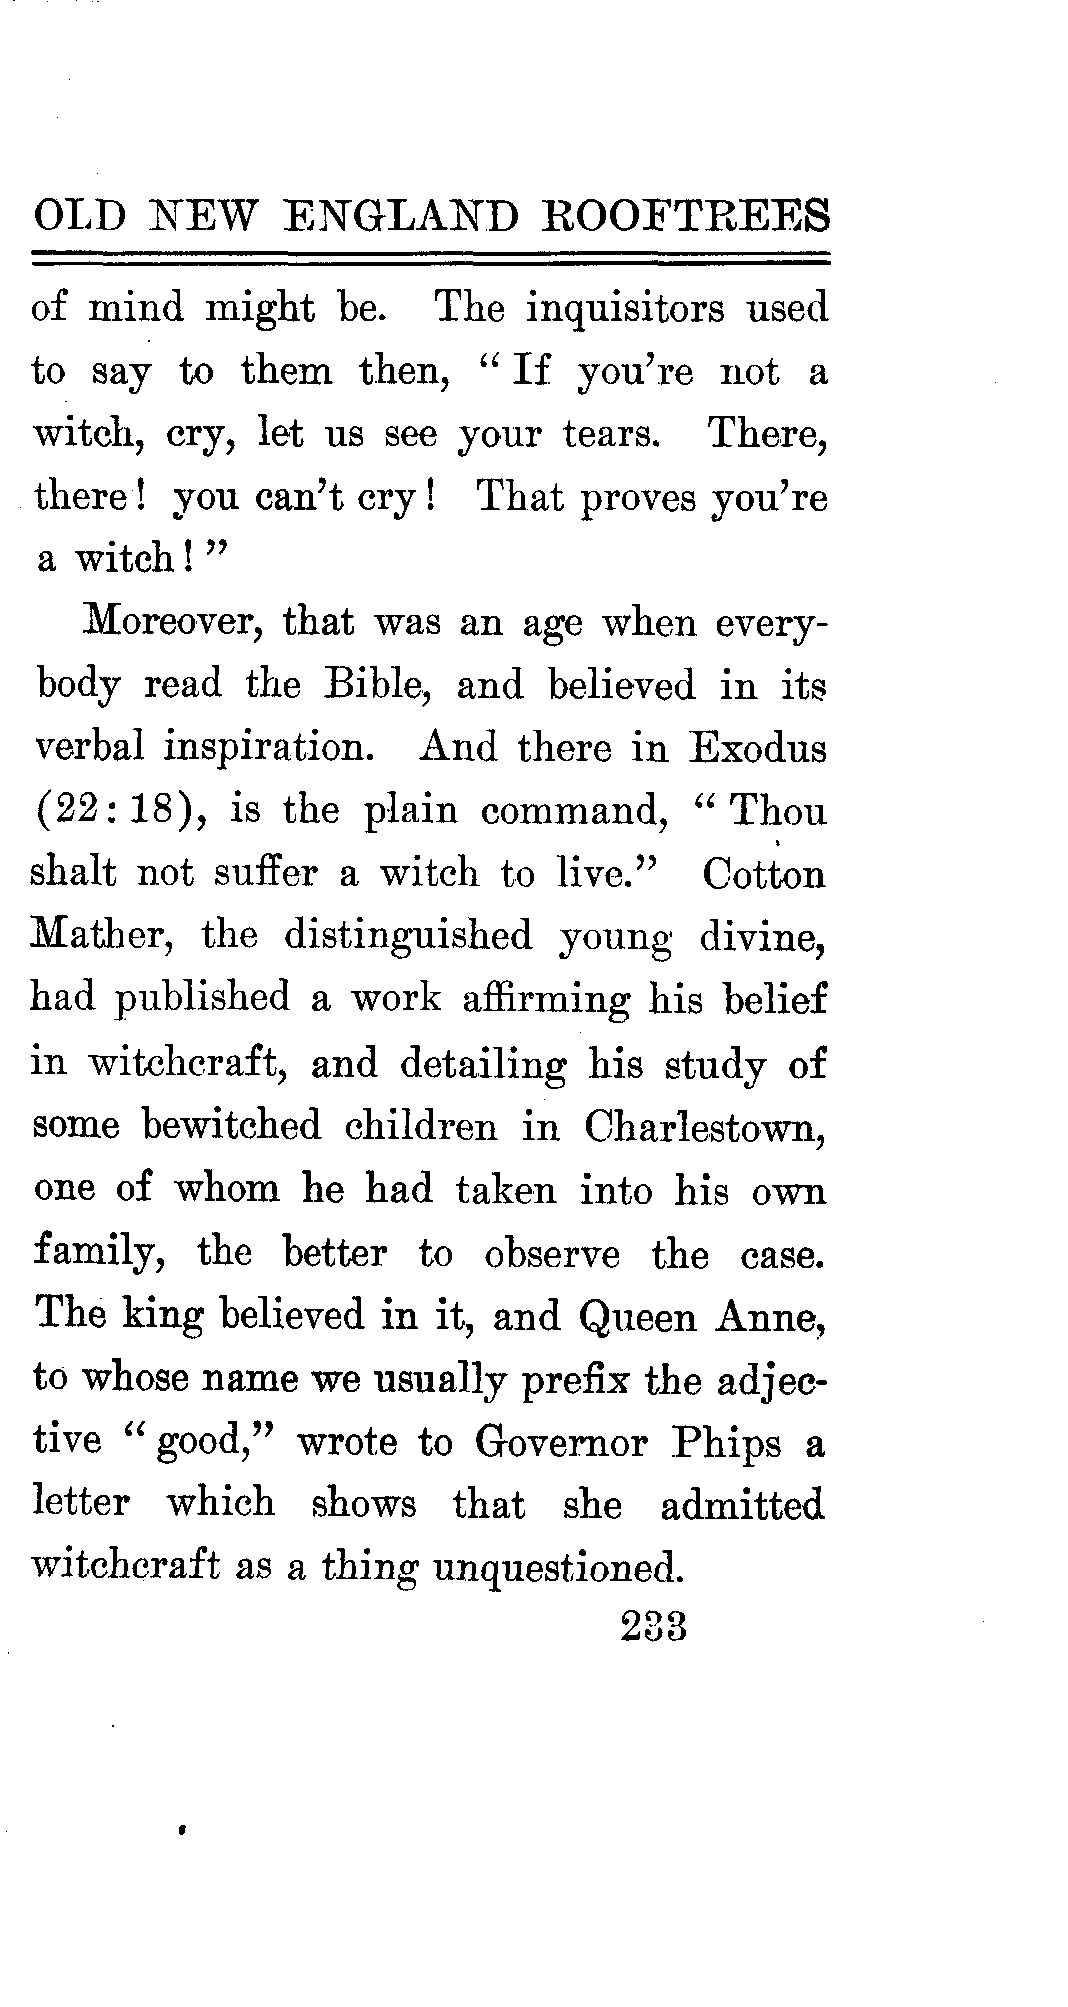 OLD NEW ENGLAND ROOFTREES
of mind might be. The inquisitors used
to say to them then, “ If you’re not a
witch, cry, let us see your tears. There,
there! you can’t cry! That proves you’re
a witch! ”
Moreover, that was an age when every-
body read the Bible, and believed in its
verbal inspiration. And there in Exodus
(22: 18), is the plain command, “ Thou
shalt not suffer a witch to live.” Cotton
Mather, the distinguished young divine,
had published a work affirming his belief
in witchcraft, and detailing his study of
some bewitched children in Charlestown,
one of whom he had taken into his own
family, the better to observe the case.
The king believed in it, and Queen Anne,
to whose name we usually prefix the adjec-
tive “ good,” wrote to Governor Phips a
letter which shows that she admitted
witchcraft as a thing unquestioned.
233